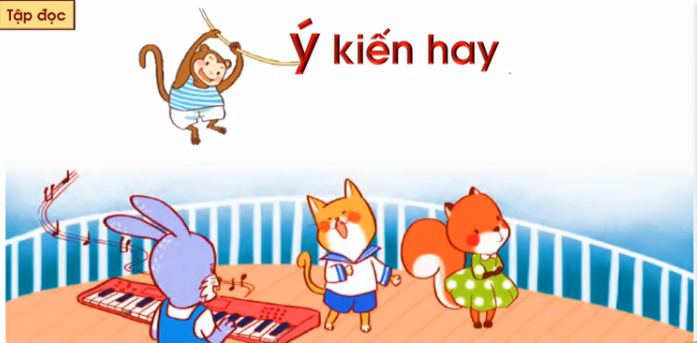 Tập đọc
ý kiến hay